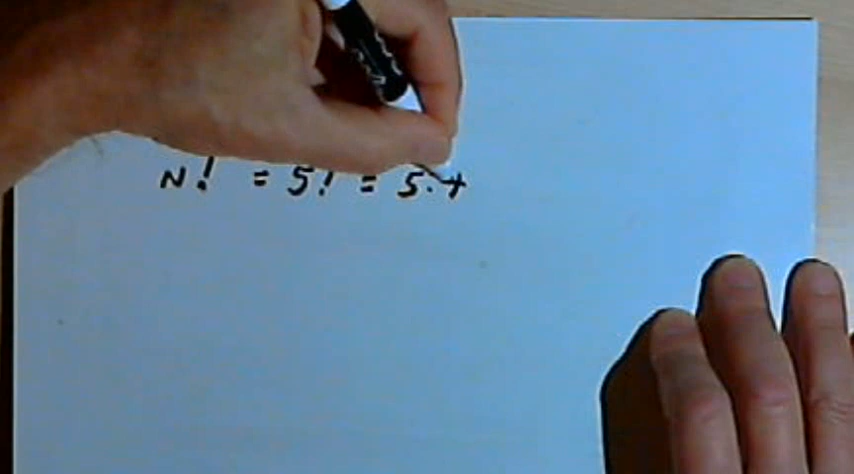 N! = 5! = 5.4